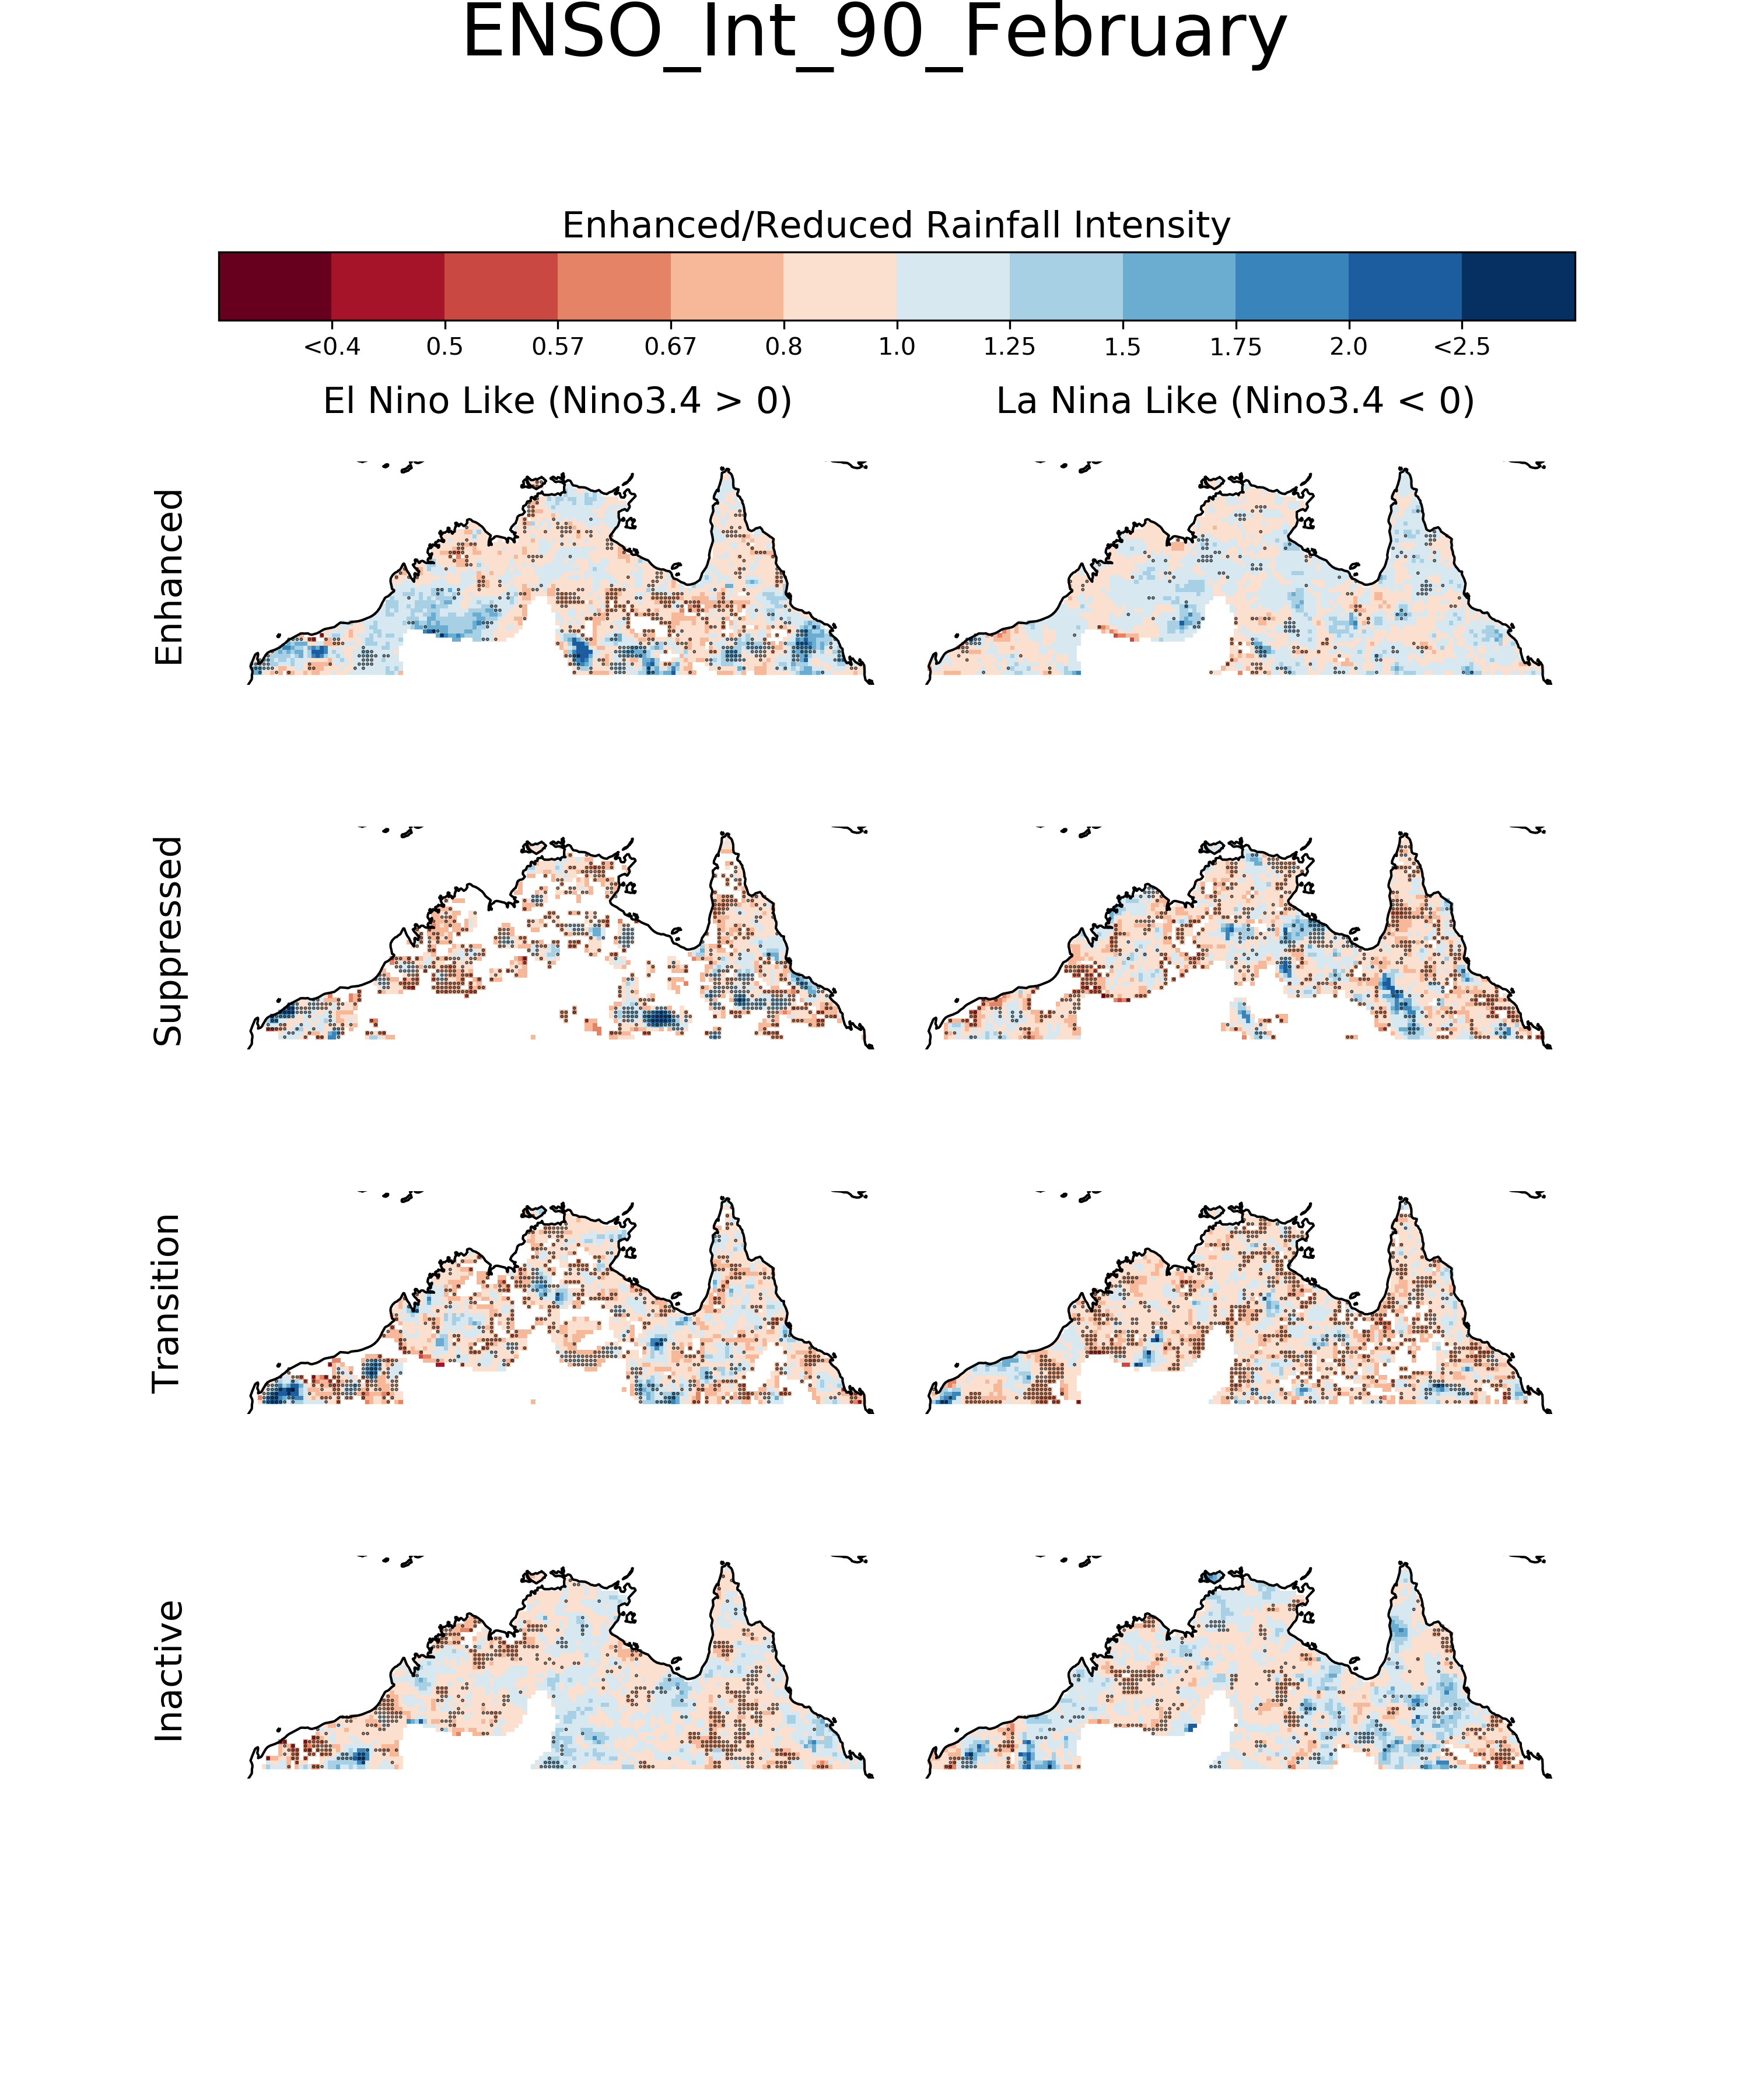 ENSO_Int_90_February
Enhanced/Reduced Rainfall Intensity
<0.4 0.5 0.57 0.67 0.8 1.0 1.25 1.5 1.75 2.0 <2.5
El Nino Like (Nino3.4 > 0) La Nina Like (Nino3.4 < 0)
Enhanced
Suppressed
Transition
Inactive